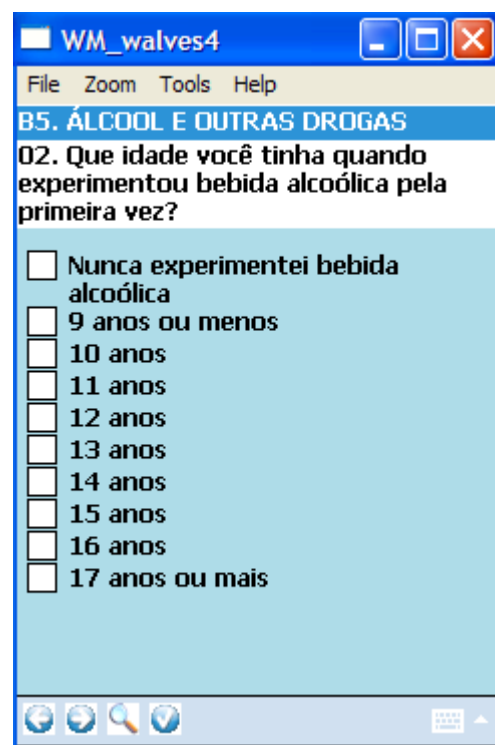 WM_walves4
File Zoom Tools Help
B5. ÁLCOOL E OUTRAS DROGAS
02. Que idade você tinha quando
experimentou bebida alcoólica pela
primeira vez?
Nunca experimentei bebida
alcoólica
9 anos ou menos
10 anos
11 anos
12 anos
13 anos
14 anos
15 anos
16 anos
17 anos ou mais